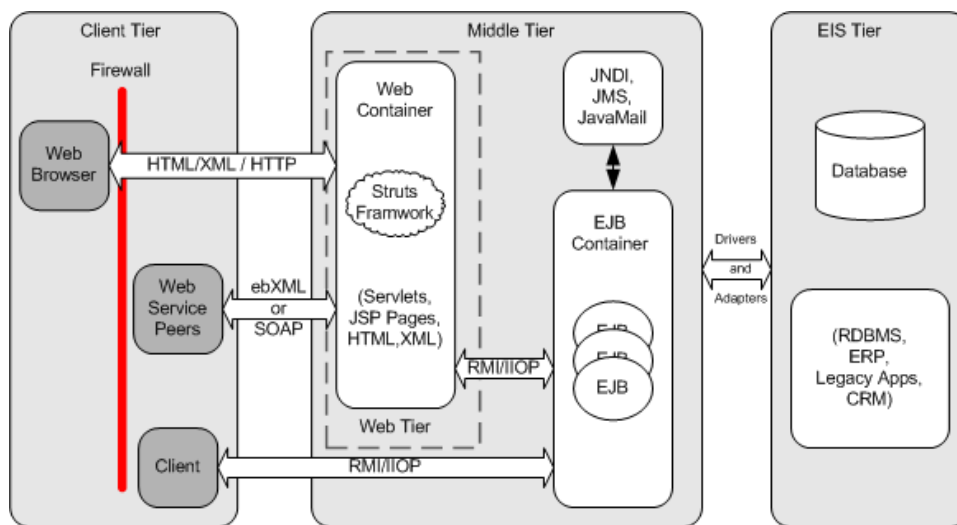 Client Tier
Firewall
Web
Browser
HTML/XML / HTTP
Web
Service
Peers
ebXML
or
SOAP
Client
RMI/IIOP
Middle Tier
Web
Container
Struts
Framwork
(Servlets,
JSP Pages,
HTML,XML)
Web Tier
RMI/IIOP
JNDI,
JMS,
JavaMail
EJB
Container
EJB
EJB
EJB
Drivers
and
Adapters
EIS Tier
Database
(RDBMS,
ERP,
Legacy Apps,
CRM)